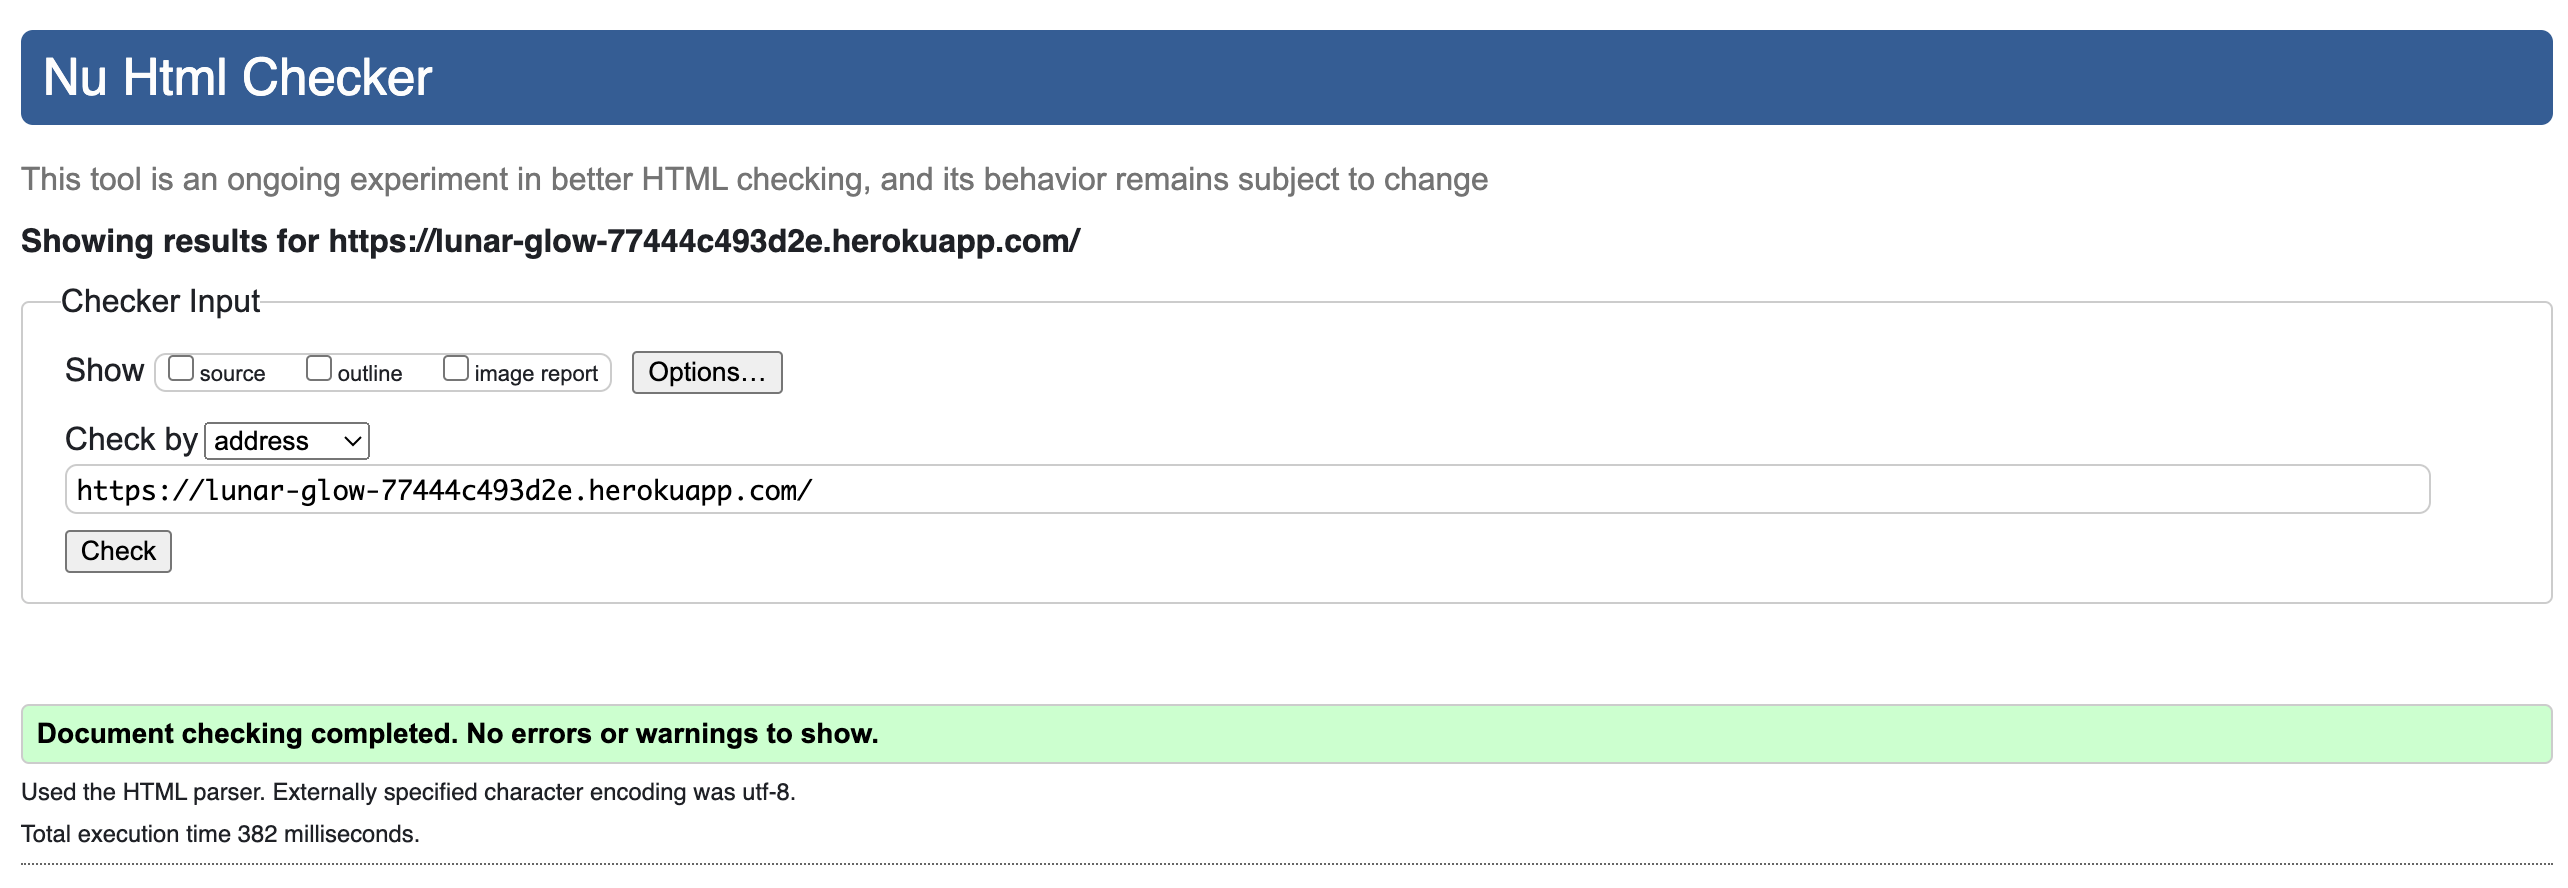 Nu Html Checker
This tool is an ongoing experiment in better HTML checking, and its behavior remains subject to change
Showing results for https://lunar-glow-77444c493d2e.herokuapp.com/
Checker Input
Show source outline image report Options…
Check by address
https://lunar-glow-77444c493d2e.herokuapp.com/
Check
Document checking completed. No errors or warnings to show.
Used the HTML parser. Externally specified character encoding was utf-8.
Total execution time 382 milliseconds.